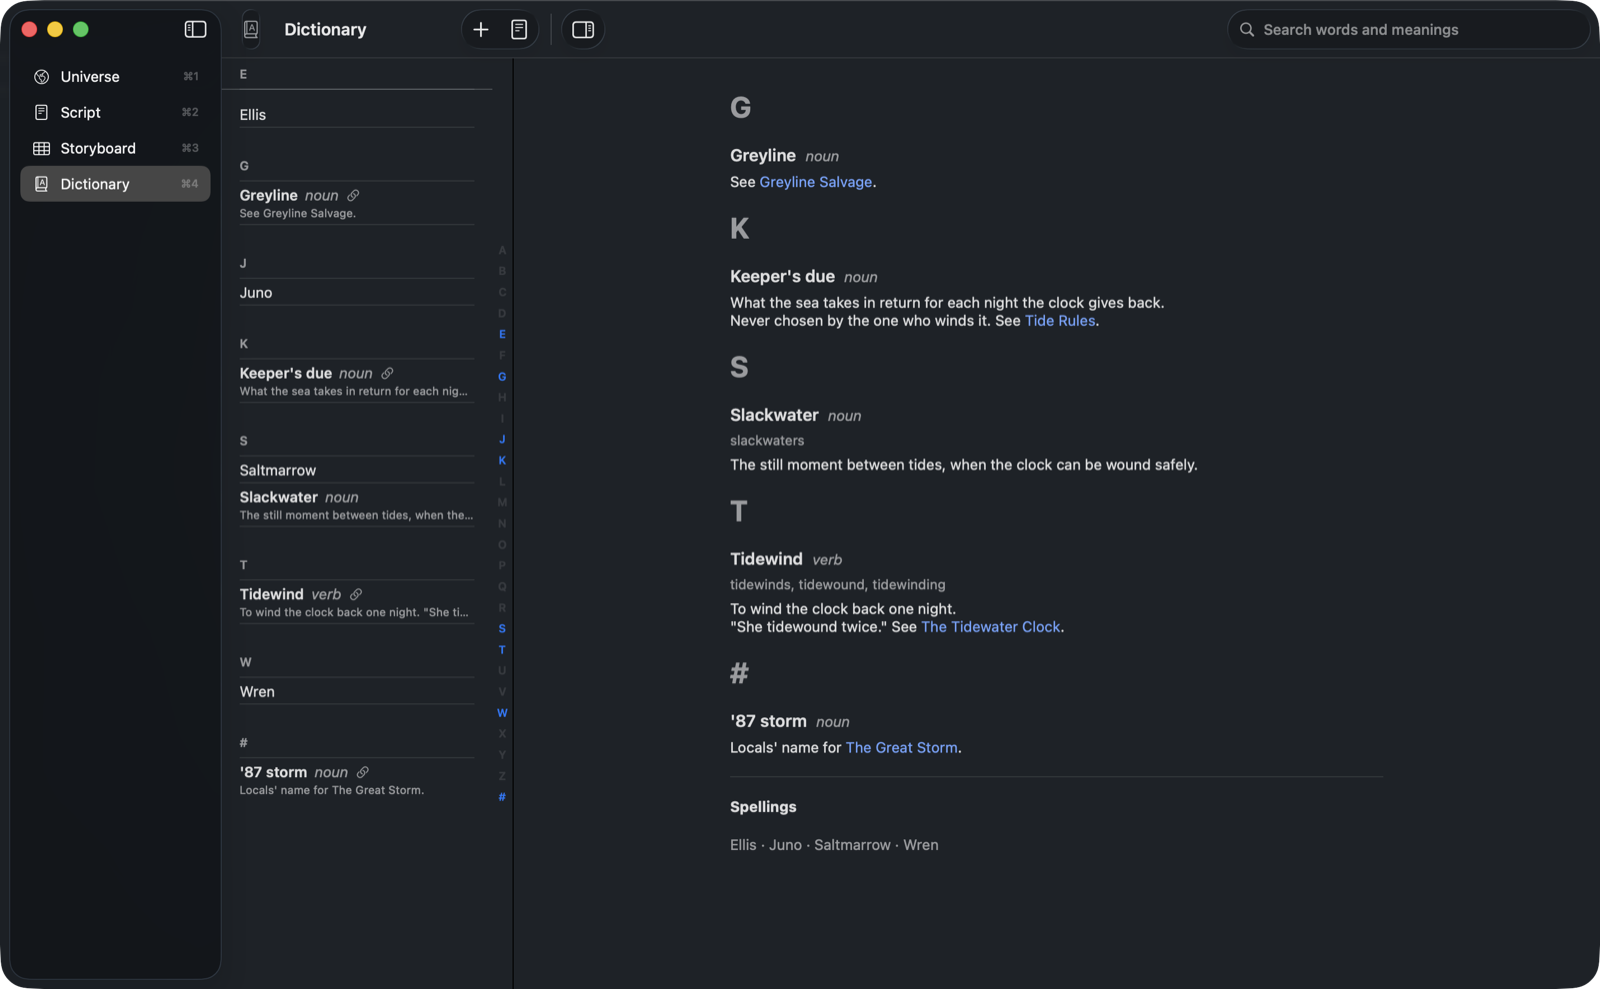 Dictionary
Search words and meanings
Universe ⌘1
Script ⌘2
Storyboard ⌘3
Dictionary ⌘4
E
Ellis
G
Greyline noun
See Greyline Salvage.
J
Juno
K
Keeper's due noun
What the sea takes in return for each nig...
S
Saltmarrow
Slackwater noun
The still moment between tides, when the...
T
Tidewind verb
To wind the clock back one night. "She ti...
W
Wren
#
'87 storm noun
Locals' name for The Great Storm.
A
B
C
D
E
F
G
H
I
J
K
L
M
N
O
P
Q
R
S
T
U
V
W
X
Y
Z
#
G
Greyline noun
See Greyline Salvage.
K
Keeper's due noun
What the sea takes in return for each night the clock gives back.
Never chosen by the one who winds it. See Tide Rules.
S
Slackwater noun
slackwaters
The still moment between tides, when the clock can be wound safely.
T
Tidewind verb
tidewinds, tidewound, tidewinding
To wind the clock back one night.
"She tidewound twice." See The Tidewater Clock.
#
'87 storm noun
Locals' name for The Great Storm.
Spellings
Ellis · Juno · Saltmarrow · Wren